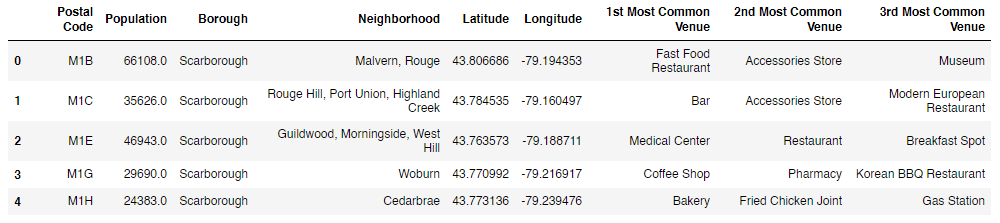 Postal Code Population Borough Neighborhood Latitude Longitude 1st Most Common Venue 2nd Most Common Venue 3rd Most Common Venue
0 M1B 66108.0 Scarborough Malvern, Rouge 43.806686 -79.194353 Fast Food Restaurant Accessories Store Museum
1 M1C 35626.0 Scarborough Rouge Hill, Port Union, Highland Creek 43.784535 -79.160497 Bar Accessories Store Modern European Restaurant
2 M1E 46943.0 Scarborough Guildwood, Morningside, West Hill 43.763573 -79.188711 Medical Center Restaurant Breakfast Spot
3 M1G 29690.0 Scarborough Woburn 43.770992 -79.216917 Coffee Shop Pharmacy Korean BBQ Restaurant
4 M1H 24383.0 Scarborough Cedarbrae 43.773136 -79.239476 Bakery Fried Chicken Joint Gas Station